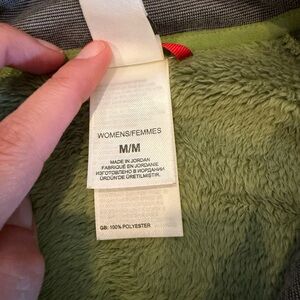 WOMENS/FEMMES
M/M
MADE IN JORDAN
FABRIQUÉ EN JORDANIE
ИЗГОТОВЛЕНО В ИОРДАНИИ
ÜRDÜN'DE ÜRETİLMİŞTİR.
GB: 100% POLYESTER